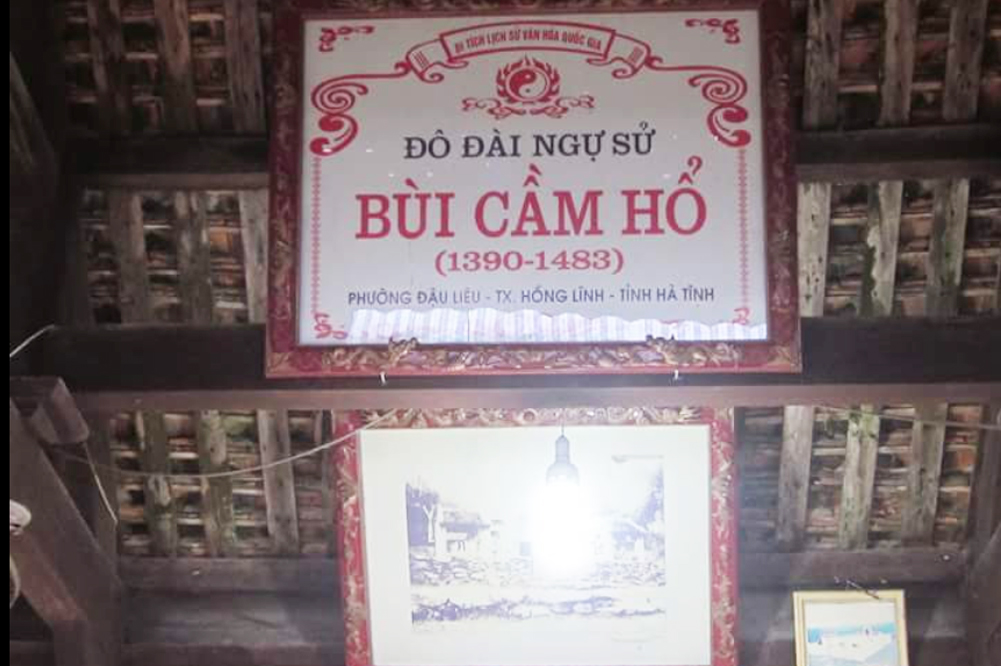 DI TÍCH LỊCH SỬ VĂN HÓA QUỐC GIA
ĐÔ ĐÀI NGỰ SỬ
BÙI CẦM HỔ
(1390-1483)
PHƯỜNG ĐẬU LIÊU - TX. HỒNG LĨNH - TỈNH HÀ TĨNH